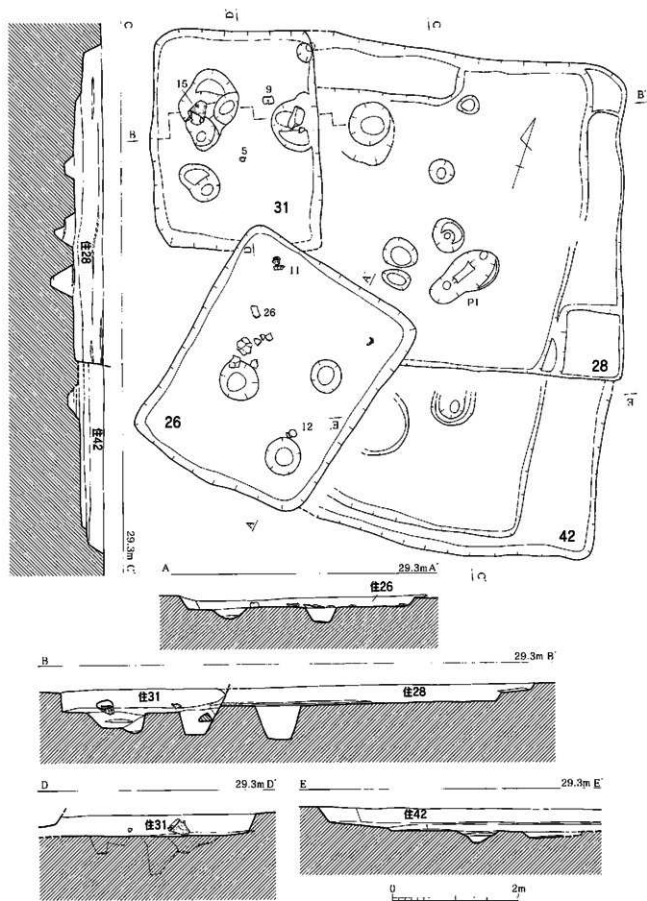 D
D'
C
C'
C
15
9
B
B'
5
31
D
D'
11
A'
26
P1
28
住28
E
E'
26
12
住42
A
42
29.3m C'
C
C'
A
29.3m A'
住26
B
29.3m B'
住31
住28
D
29.3m D'
E
29.3m E'
住31
住42
0
2m